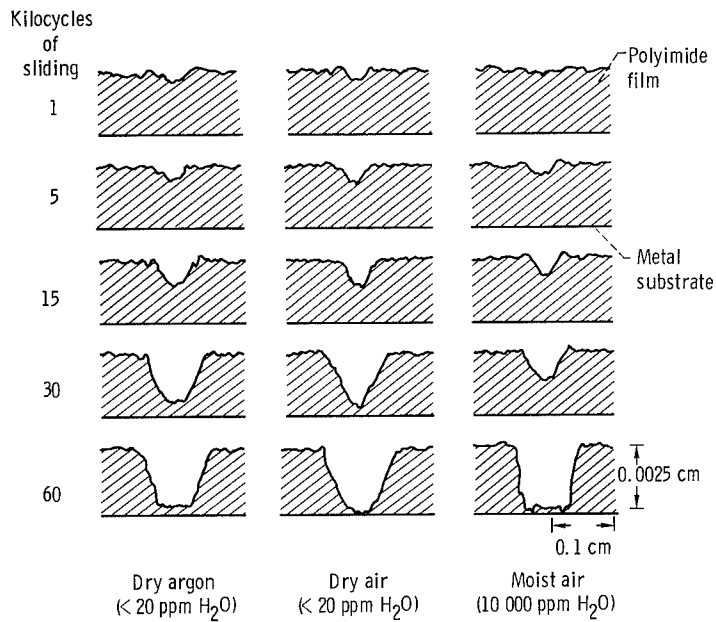 Kilocycles
of
sliding
1
5
15
30
60
Polyimide
film
Metal
substrate
0.0025 cm
0.1 cm
Dry argon
(< 20 ppm H2O)
Dry air
(< 20 ppm H2O)
Moist air
(10 000 ppm H2O)